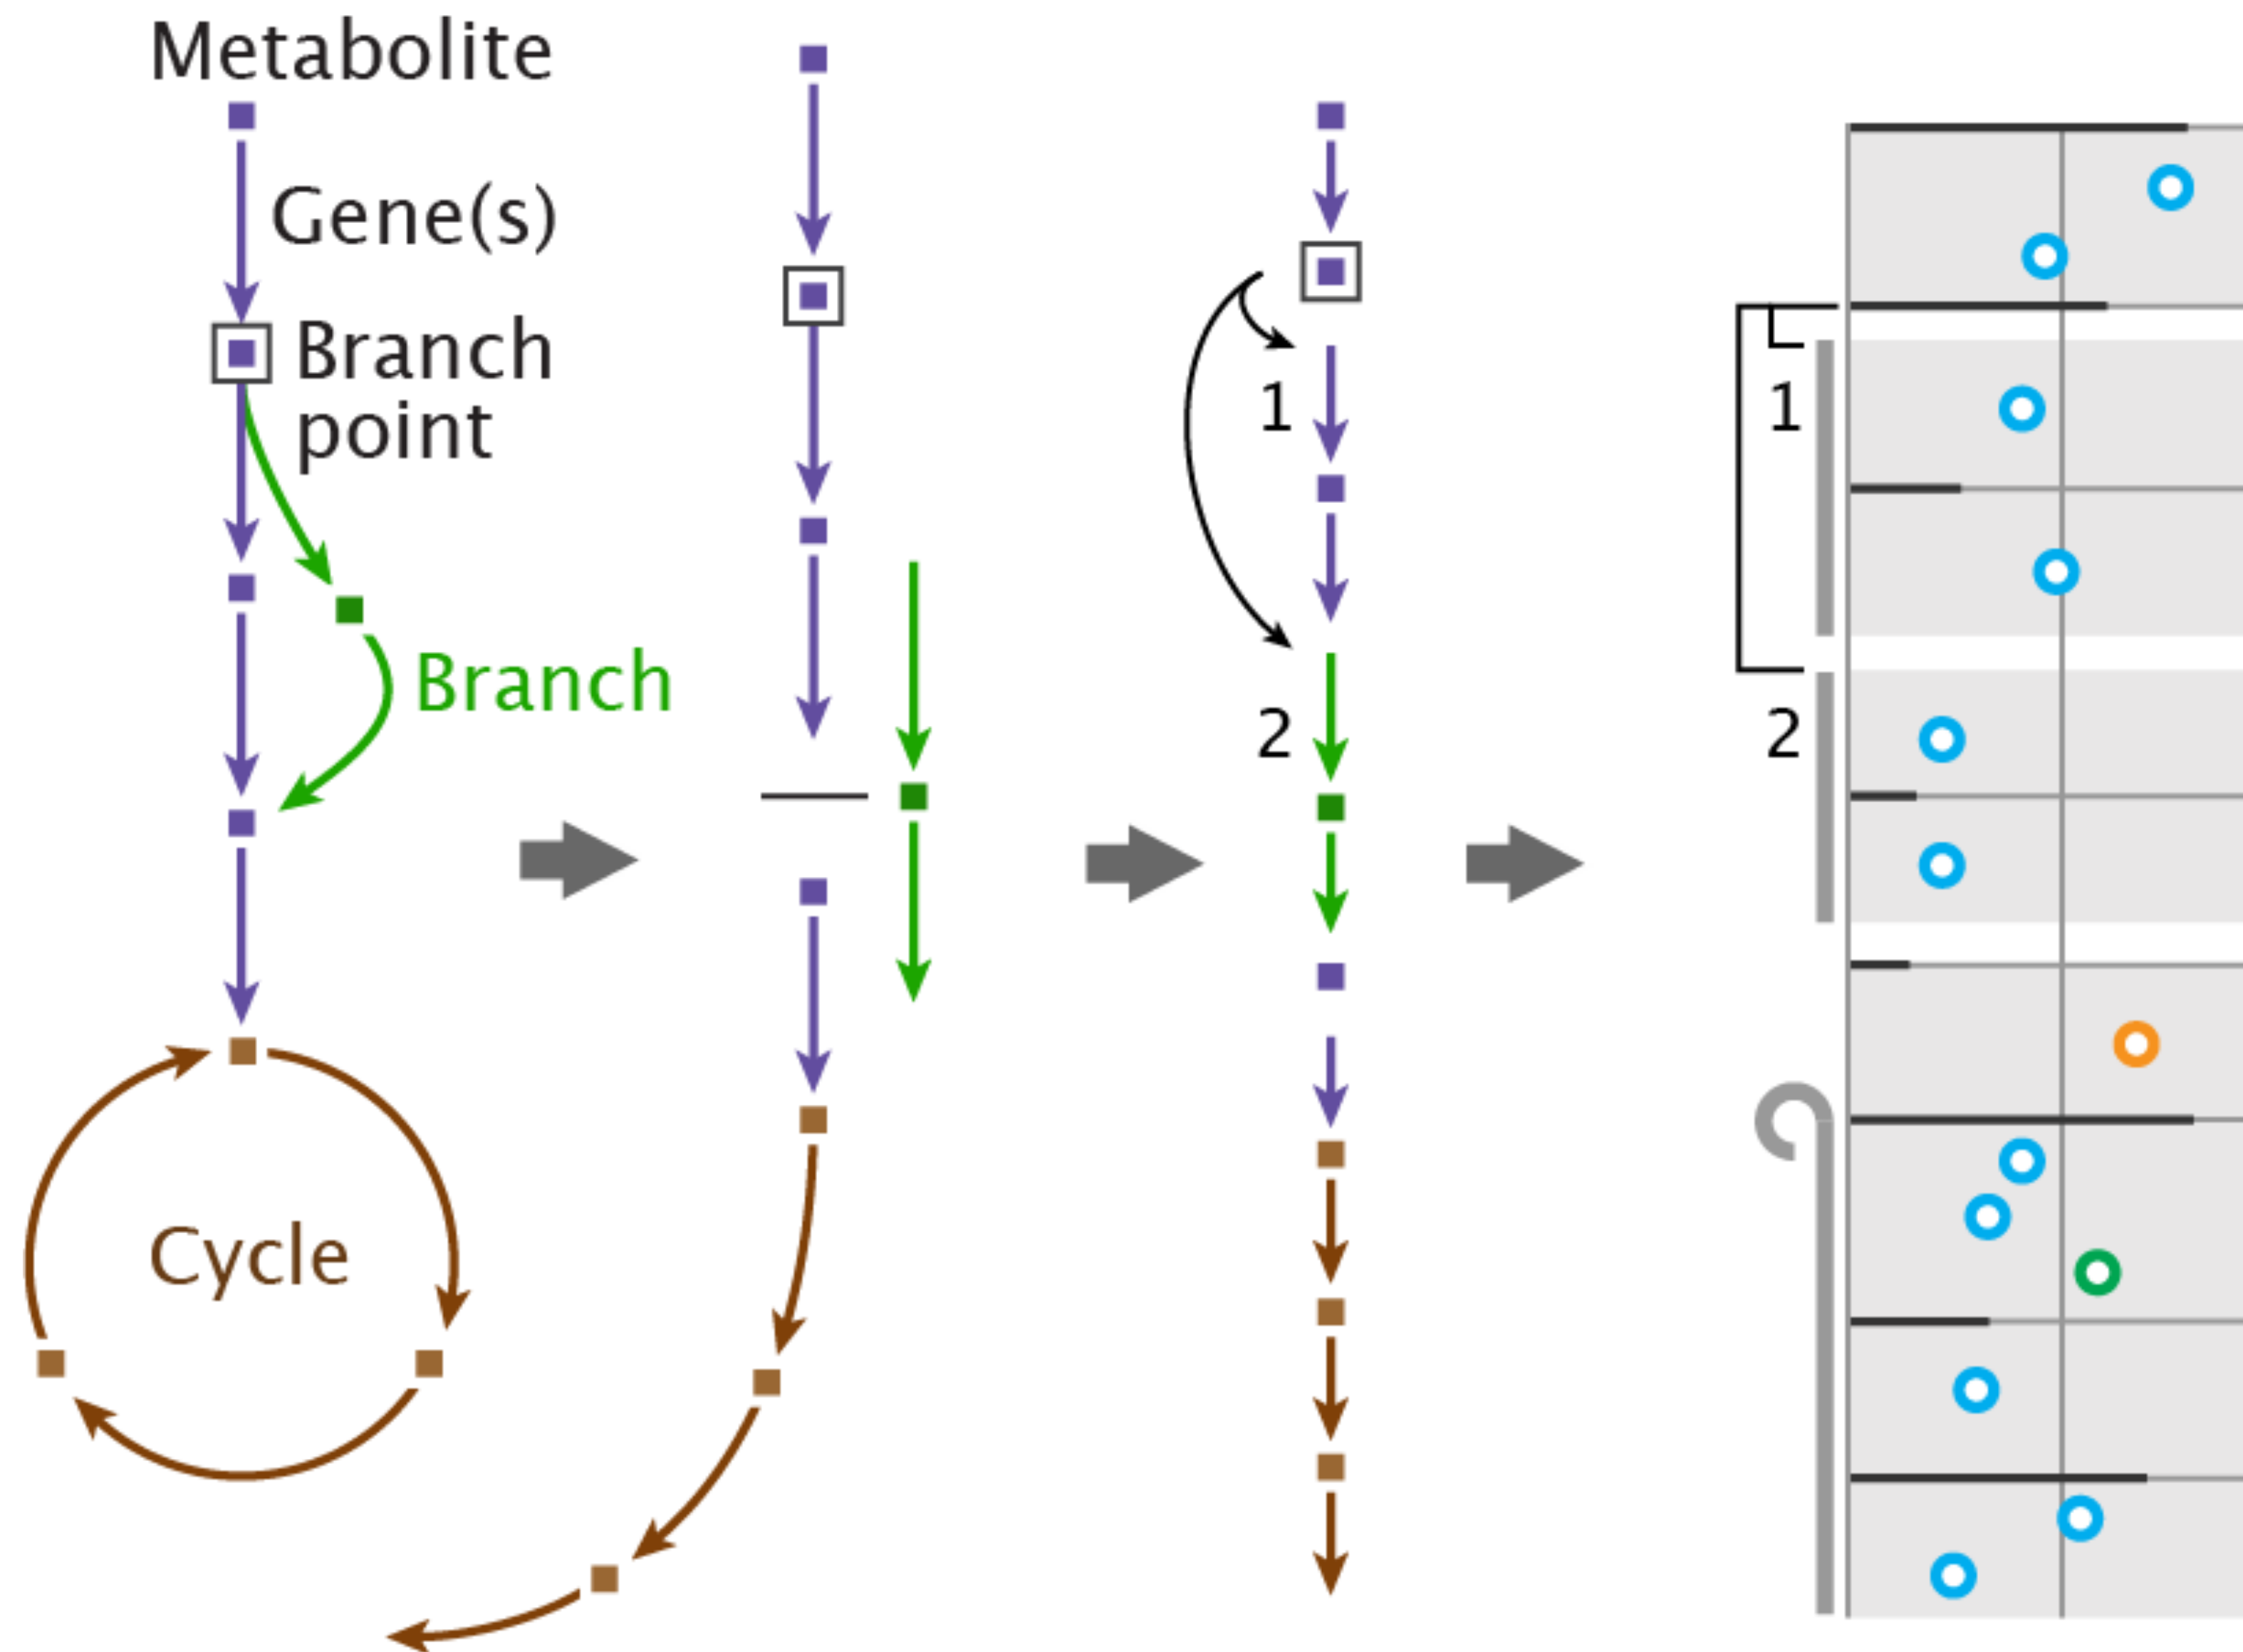 Metabolite
Gene(s)
Branch
point
Branch
Cycle
1
2
1
2